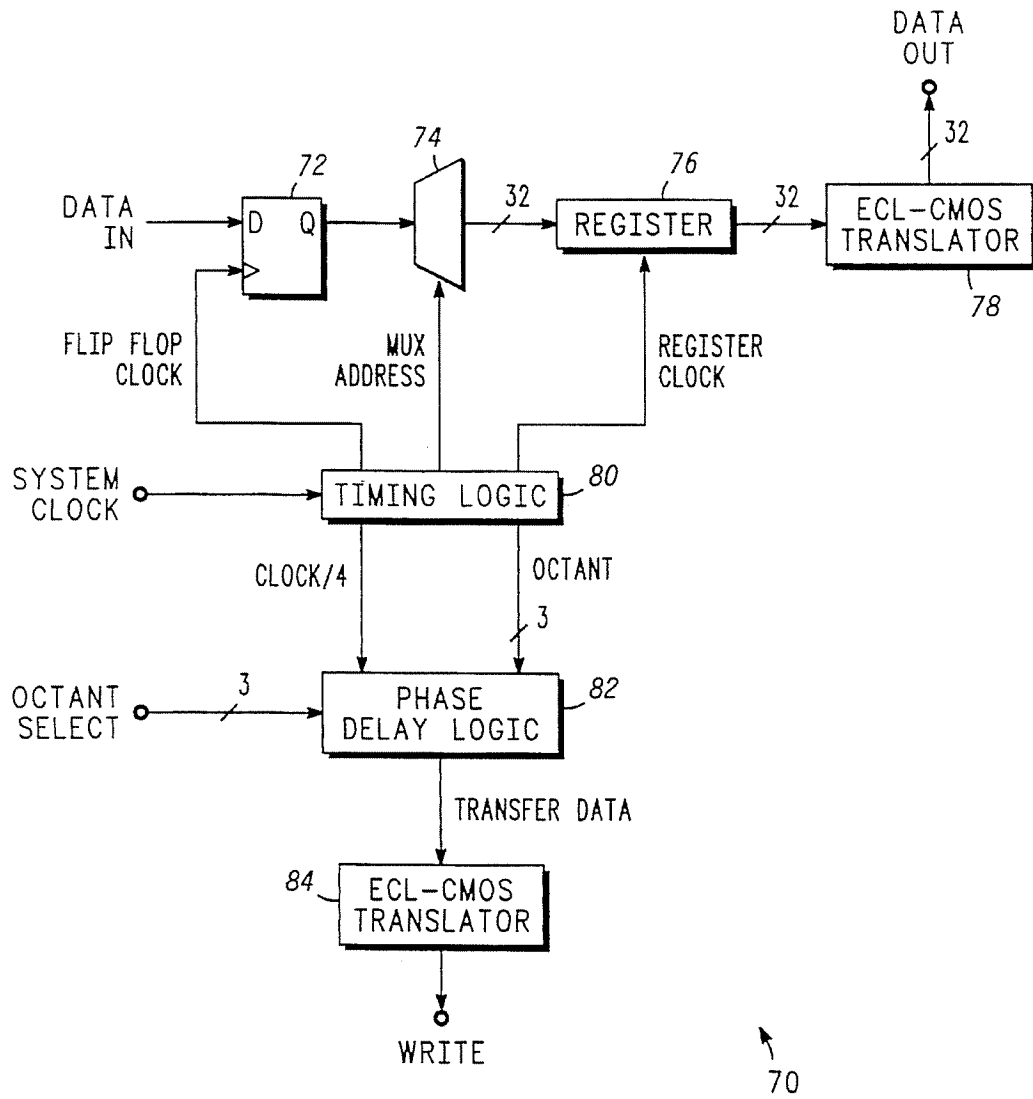 DATA
OUT
32
72
74
76
DATA
IN
D Q
32
REGISTER
32
ECL-CMOS
TRANSLATOR
78
FLIP FLOP
CLOCK
MUX
ADDRESS
REGISTER
CLOCK
SYSTEM
CLOCK
TIMING LOGIC
80
CLOCK/4
OCTANT
3
OCTANT
SELECT
3
PHASE
DELAY LOGIC
82
TRANSFER DATA
84
ECL-CMOS
TRANSLATOR
WRITE
70